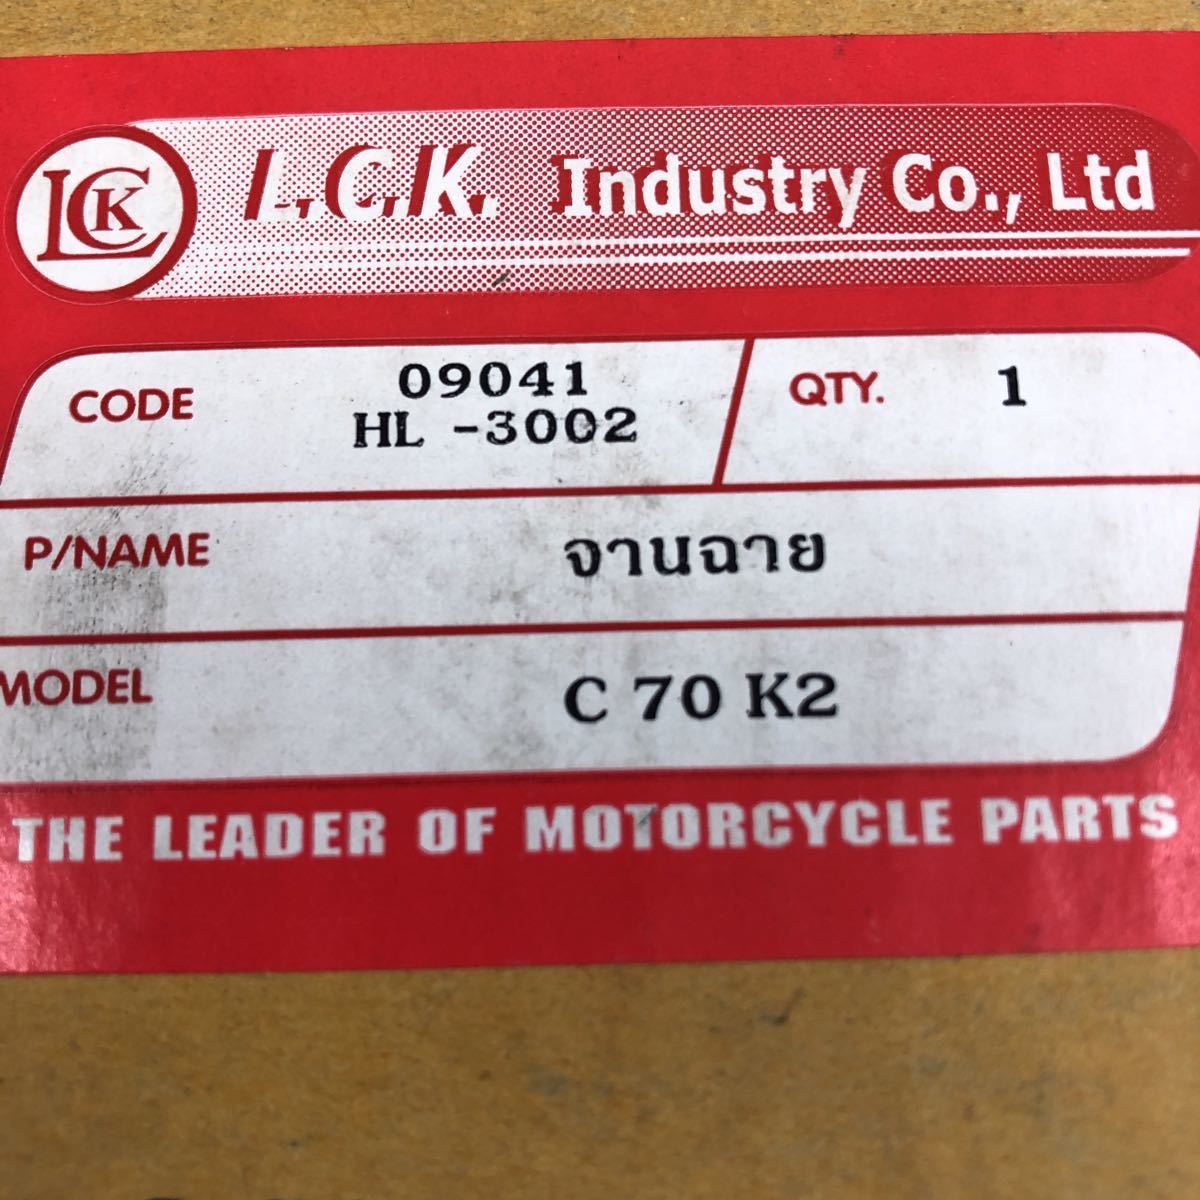 LCK L.C.K. Industry Co., Ltd
CODE 09041 QTY. 1
HL -3002
P/NAME จานฉาย
MODEL C 70 K2
THE LEADER OF MOTORCYCLE PARTS